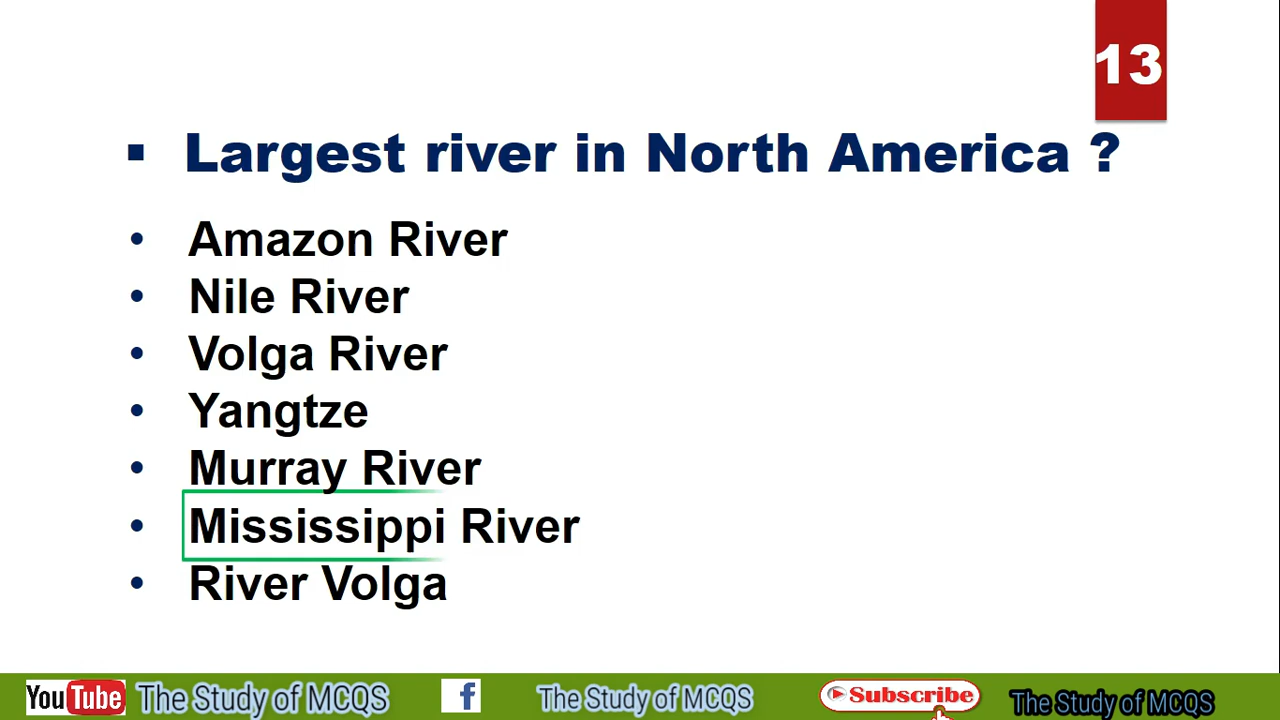 13
▪ Largest river in North America ?
• Amazon River
• Nile River
• Volga River
• Yangtze
• Murray River
• Mississippi River
• River Volga
YouTube The Study of MCQS f The Study of MCQS Subscribe The Study of MCQS